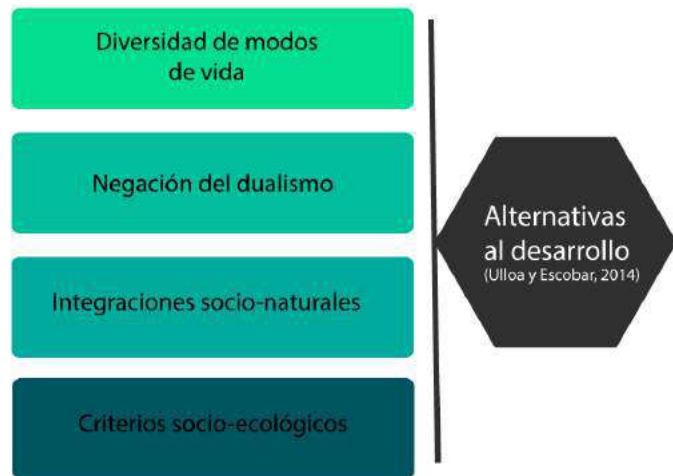 Diversidad de modos
de vida
Negación del dualismo
Integraciones socio-naturales
Criterios socio-ecológicos
Alternativas
al desarrollo
(Ulloa y Escobar, 2014)